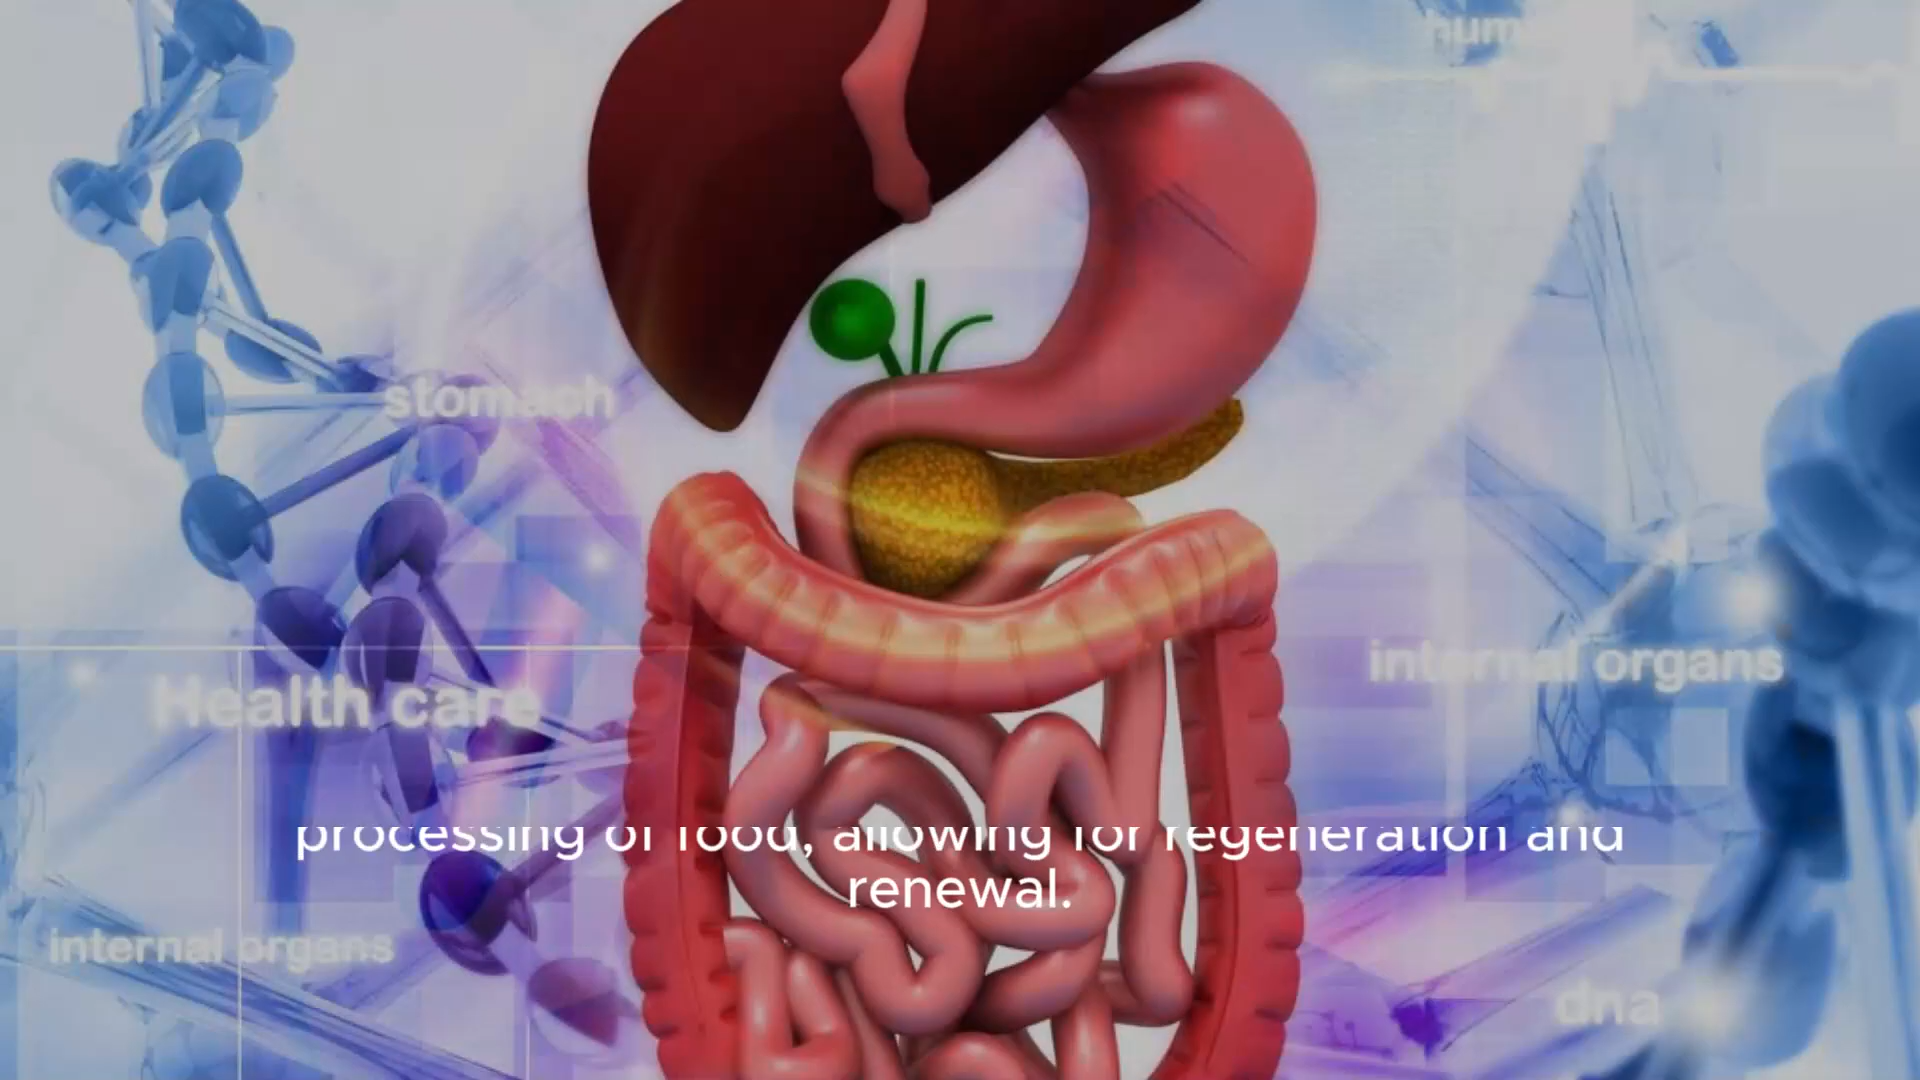 stomach
Health care
internal organs
processing of food, allowing for regeneration and
renewal.
internal organs
dna